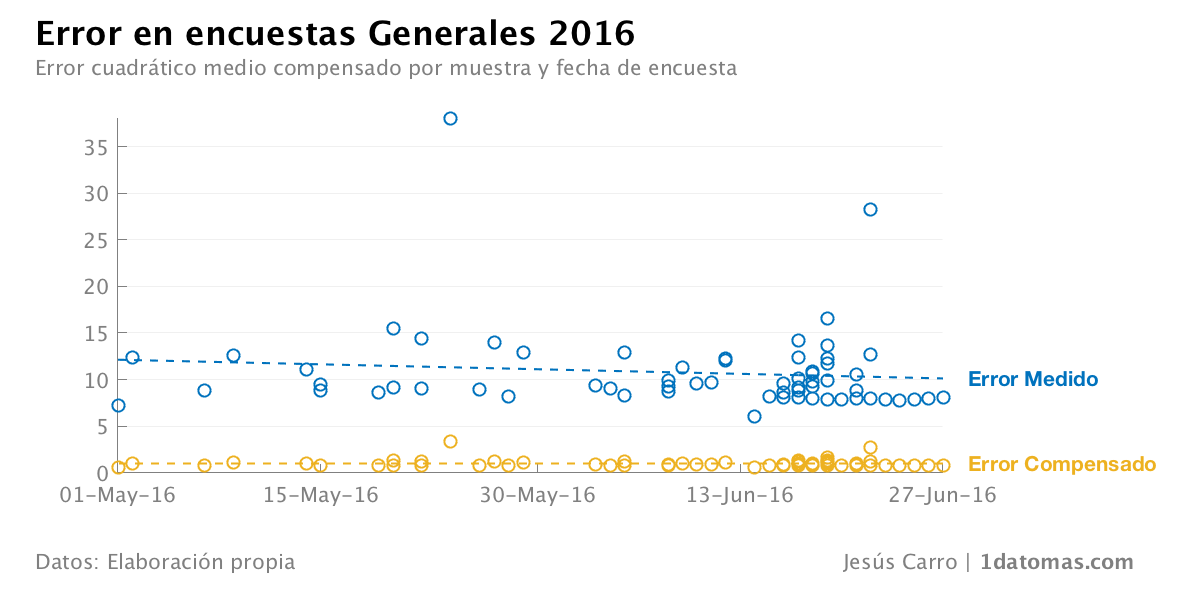 Error en encuestas Generales 2016
Error cuadrático medio compensado por muestra y fecha de encuesta
35
30
25
20
15
10
5
0
Error Medido
Error Compensado
01-May-16 15-May-16 30-May-16 13-Jun-16 27-Jun-16
Datos: Elaboración propia
Jesús Carro | 1datomas.com